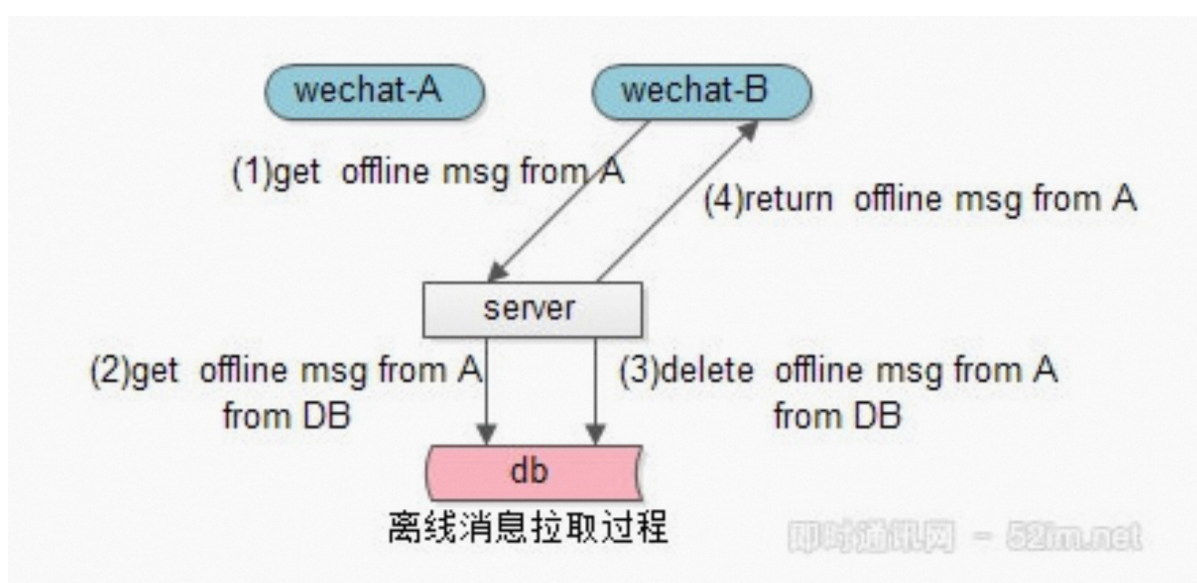 wechat-A
wechat-B
(1)get offline msg from A
(4)return offline msg from A
server
(2)get offline msg from A
from DB
(3)delete offline msg from A
from DB
db
离线消息拉取过程
即时通讯网 - 52im.net